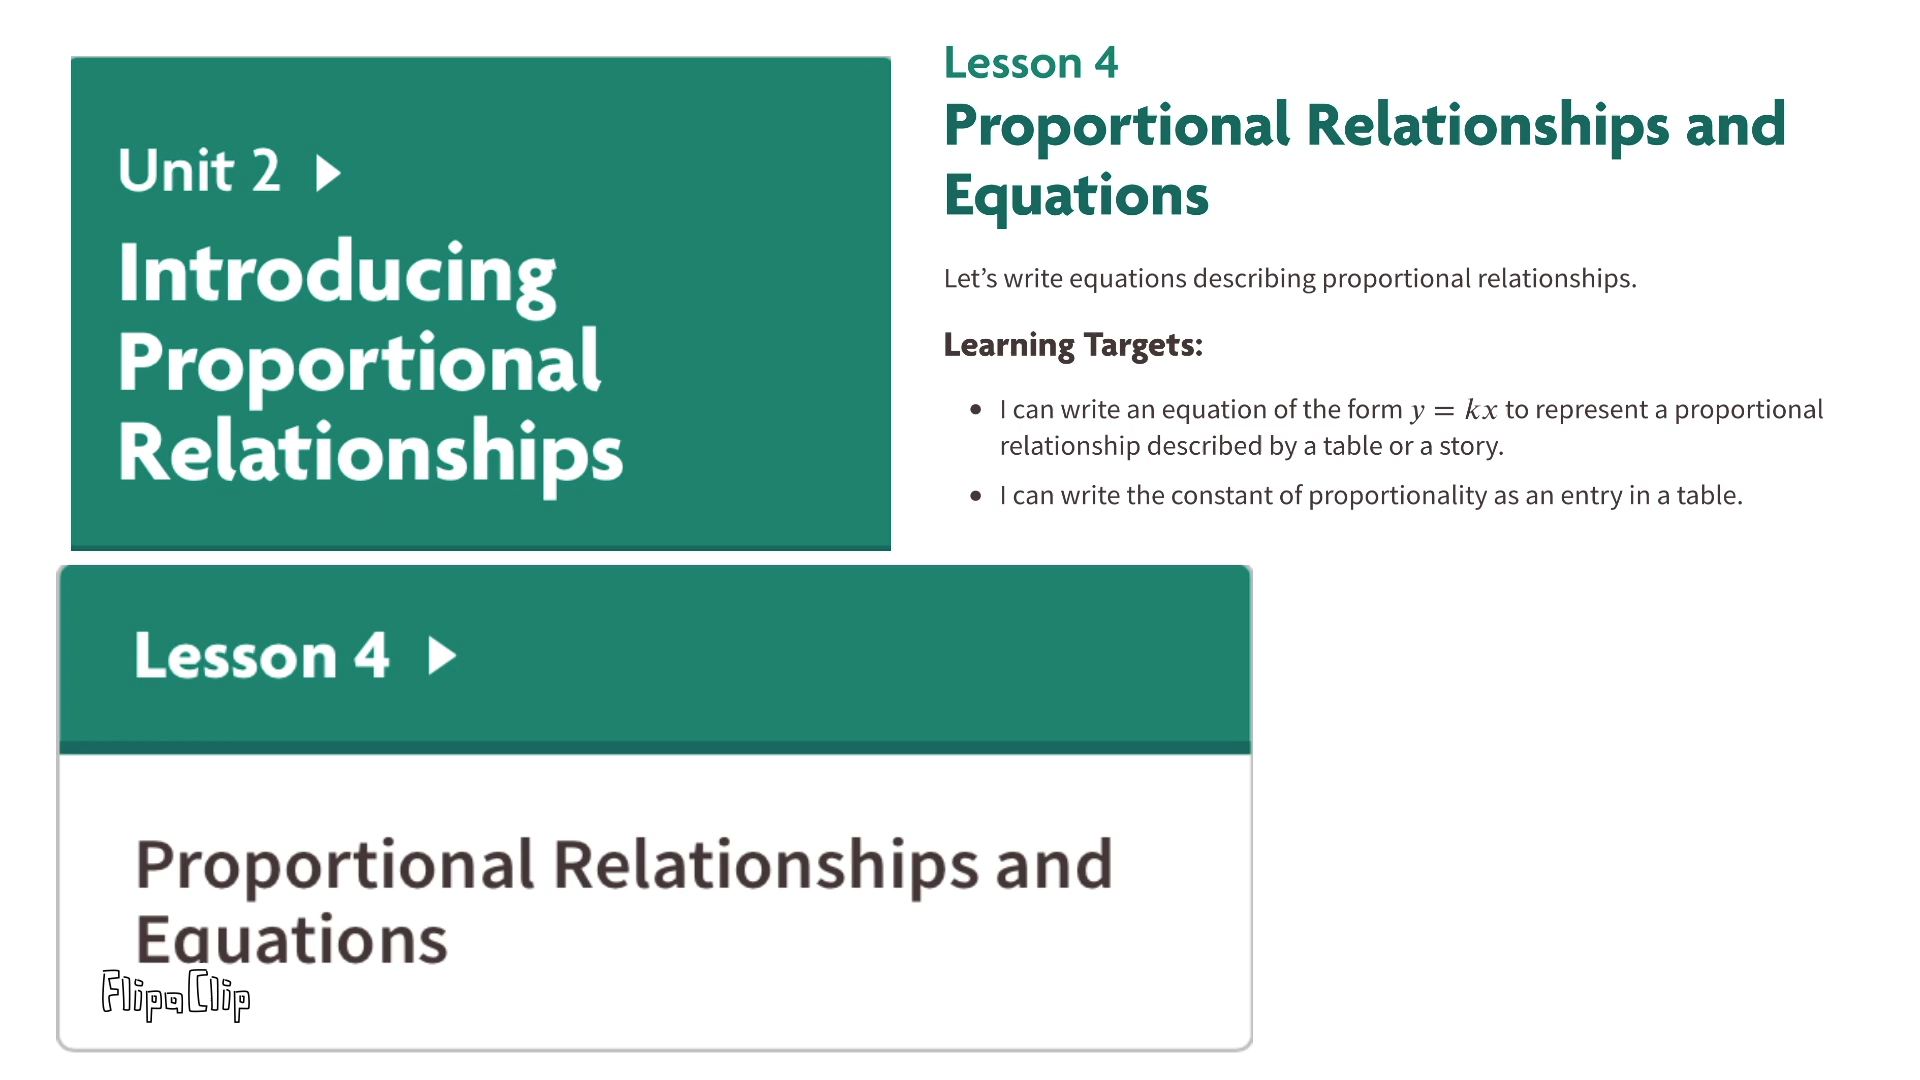 Unit 2
Introducing
Proportional
Relationships
Lesson 4
Proportional Relationships and
Equations
Let’s write equations describing proportional relationships.
Learning Targets:
• I can write an equation of the form y = kx to represent a proportional
relationship described by a table or a story.
• I can write the constant of proportionality as an entry in a table.
Lesson 4
Proportional Relationships and
Equations
FlipaClip